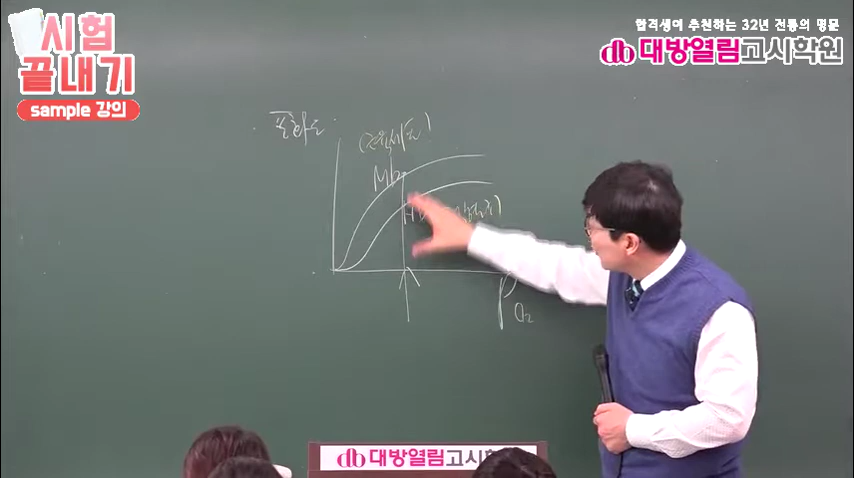 시험
끝내기
sample 강의
합격생이 추천하는 32년 전통의 명문
대방열림고시학원
포화도
Mb
P O₂
대방열림고시학원